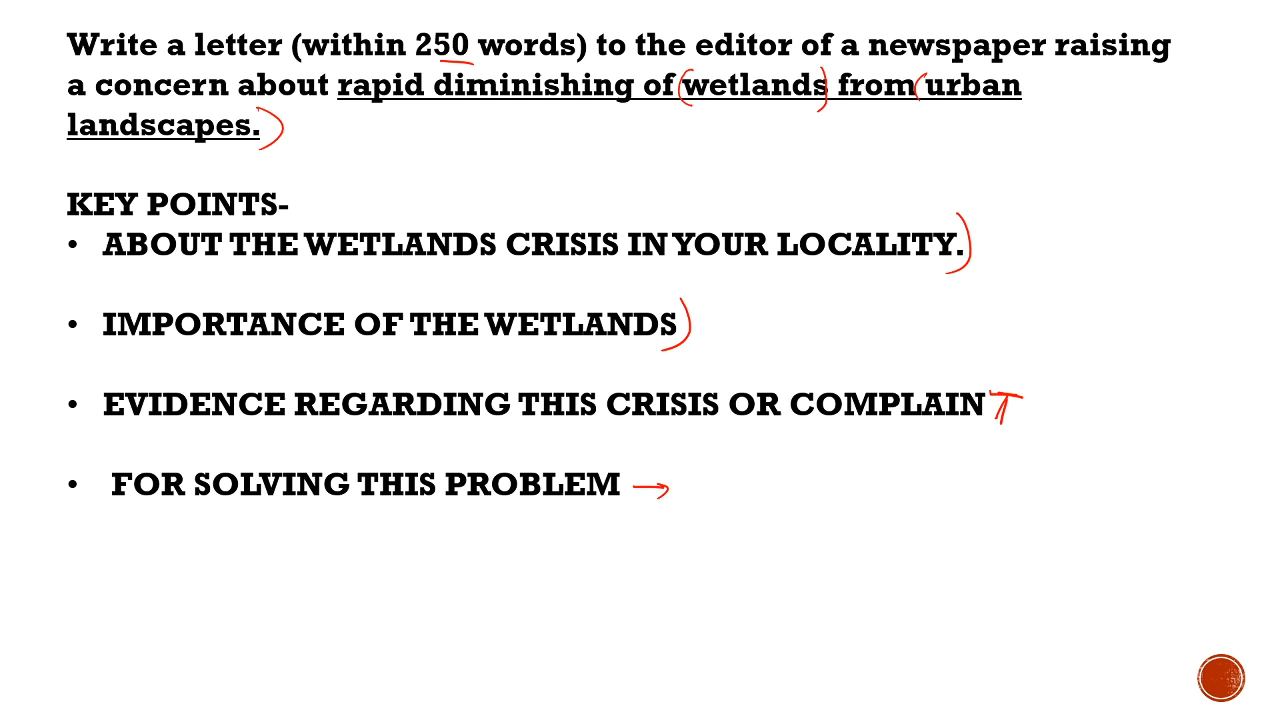 Write a letter (within 250 words) to the editor of a newspaper raising
a concern about rapid diminishing of wetlands from urban
landscapes.
KEY POINTS-
• ABOUT THE WETLANDS CRISIS IN YOUR LOCALITY.
• IMPORTANCE OF THE WETLANDS
• EVIDENCE REGARDING THIS CRISIS OR COMPLAIN
• FOR SOLVING THIS PROBLEM